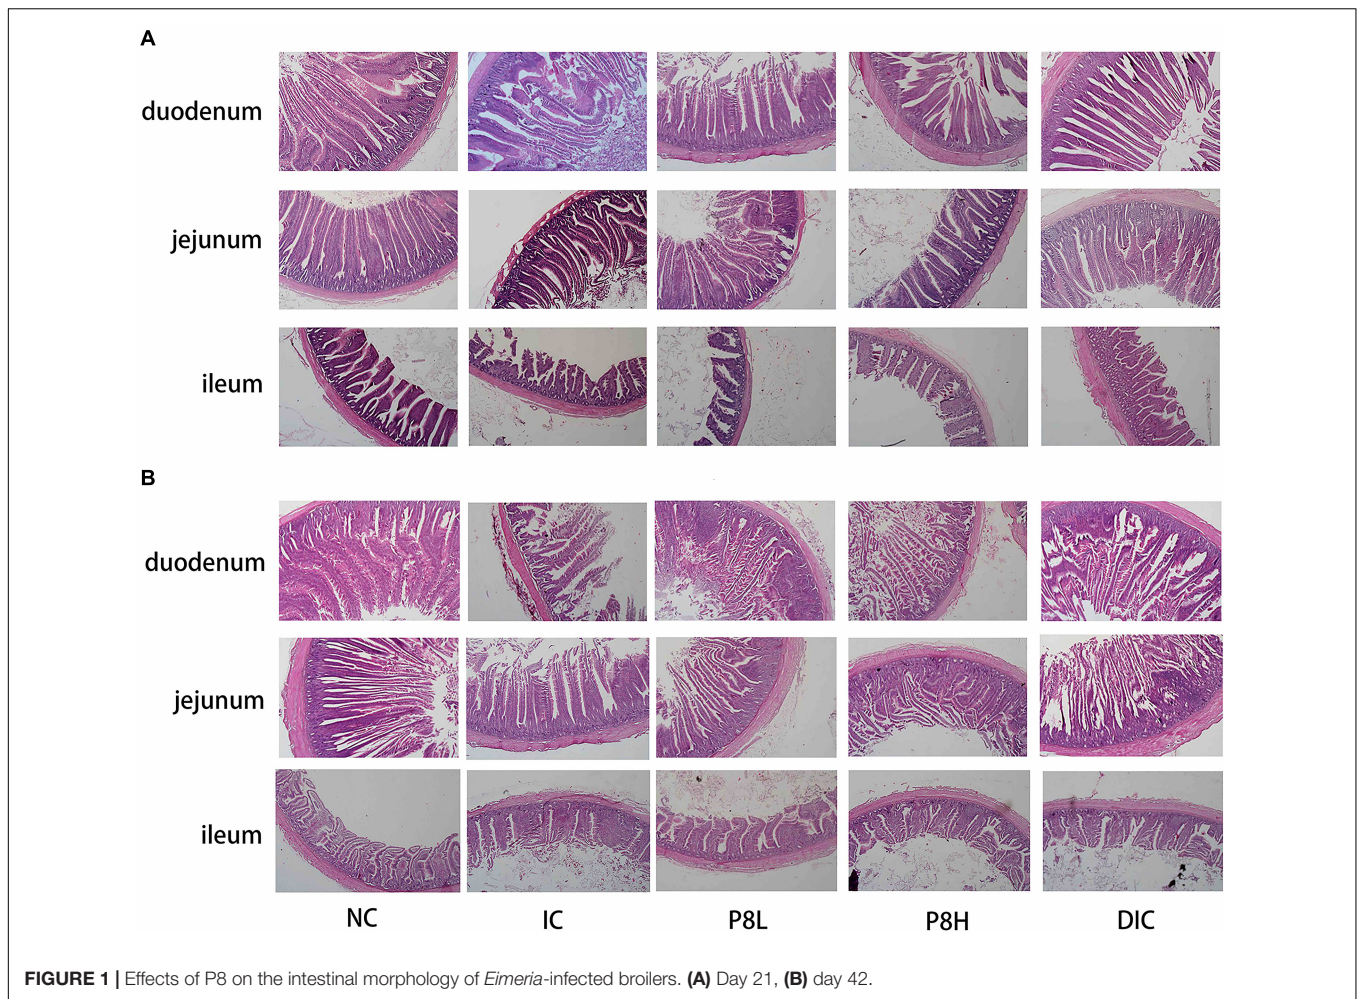 A
duodenum
jejunum
ileum
B
duodenum
jejunum
ileum
NC IC P8L P8H DIC
FIGURE 1 | Effects of P8 on the intestinal morphology of Eimeria-infected broilers. (A) Day 21, (B) day 42.